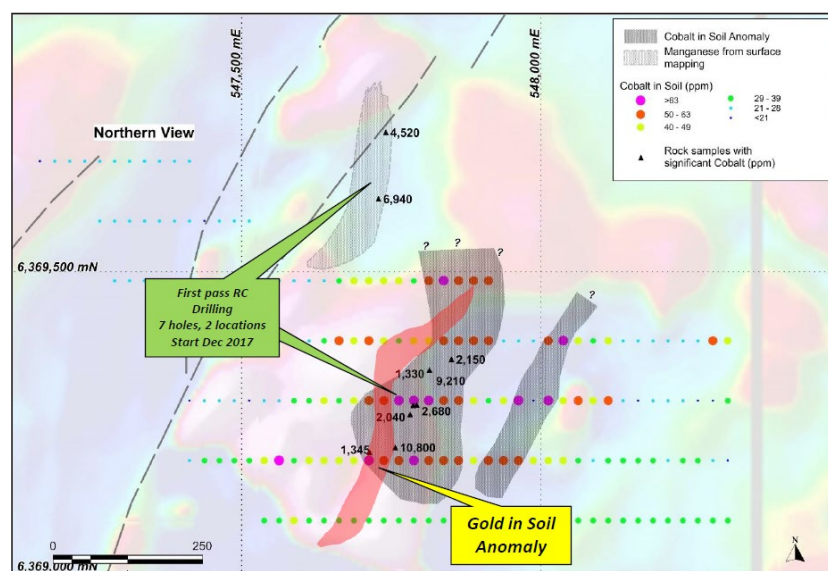 547,500 mE
548,000 mE
Cobalt in Soil Anomaly
Manganese from surface
mapping
Cobalt in Soil (ppm)
>83
50 - 63
40 - 49
29 - 39
21 - 28
<21
Rock samples with
significant Cobalt (ppm)
Northern View
4,520
6,940
6,369,500 mN
?
?
?
?
First pass RC
Drilling
7 holes, 2 locations
Start Dec 2017
2,150
1,330
9,210
2,040
2,680
1,345
10,800
Gold in Soil
Anomaly
0
250
6,369,000 mN
N